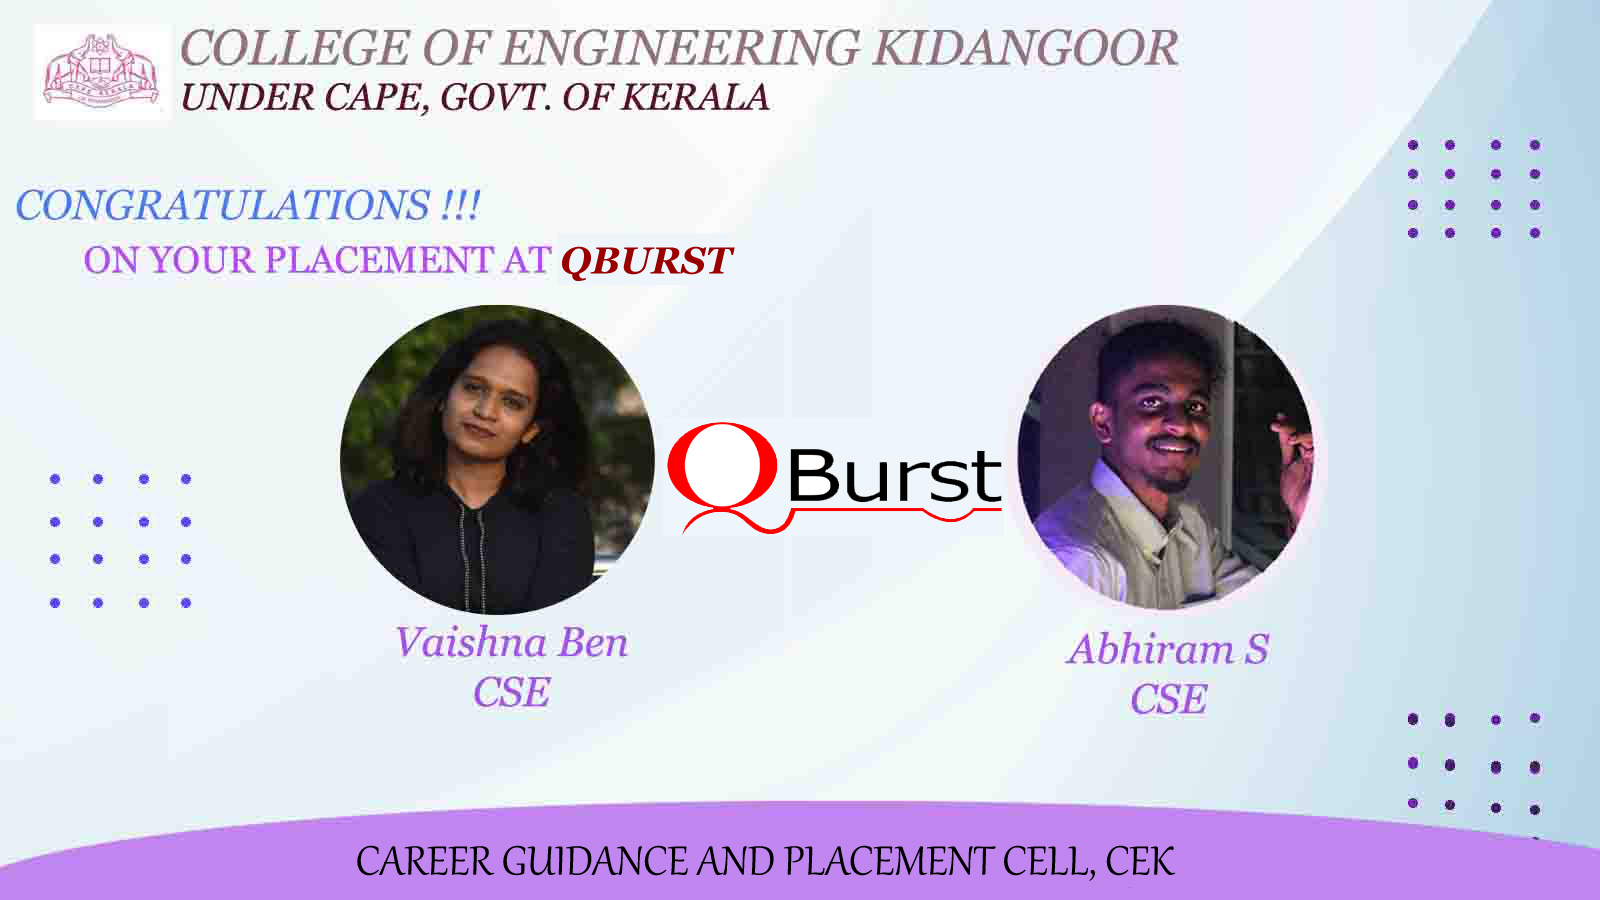 COLLEGE OF ENGINEERING KIDANGOOR
UNDER CAPE, GOVT. OF KERALA
CONGRATULATIONS !!!
ON YOUR PLACEMENT AT QBURST
QBurst
Vaishna Ben
CSE
Abhiram S
CSE
CAREER GUIDANCE AND PLACEMENT CELL, CEK